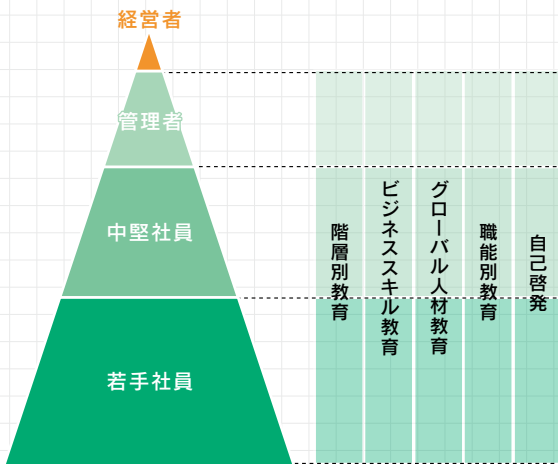 経営者
管理者
中堅社員
若手社員
階層別教育
ビジネススキル教育
グローバル人材教育
職能別教育
自己啓発